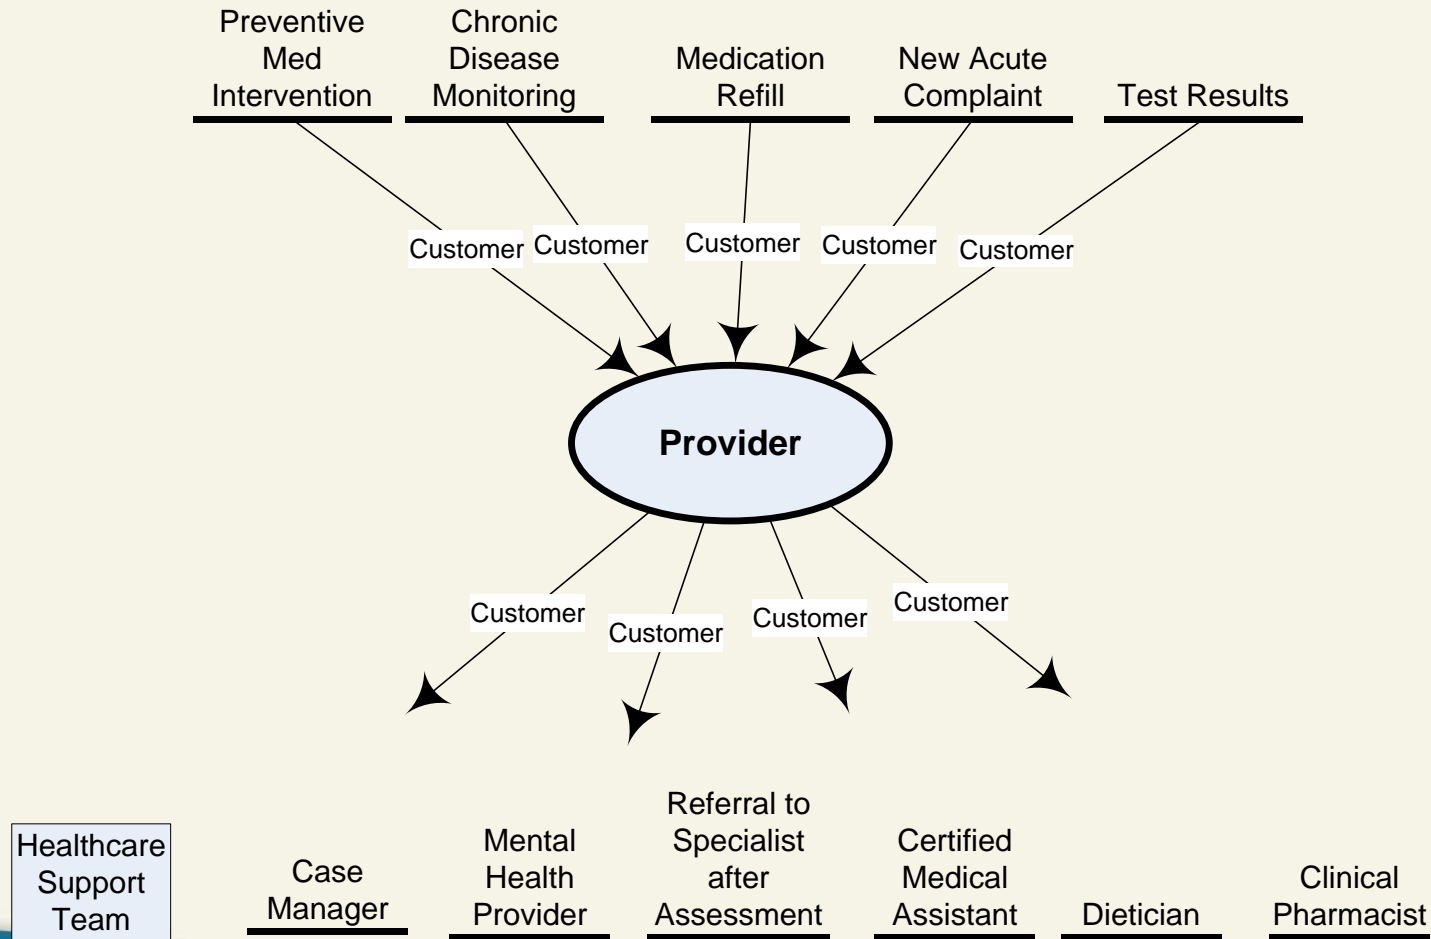 Preventive
Med
Intervention
Chronic
Disease
Monitoring
Medication
Refill
New Acute
Complaint
Test Results
Customer
Customer
Customer
Customer
Customer
Provider
Customer
Customer
Customer
Customer
Healthcare
Support
Team
Case
Manager
Mental
Health
Provider
Referral to
Specialist
after
Assessment
Certified
Medical
Assistant
Dietician
Clinical
Pharmacist